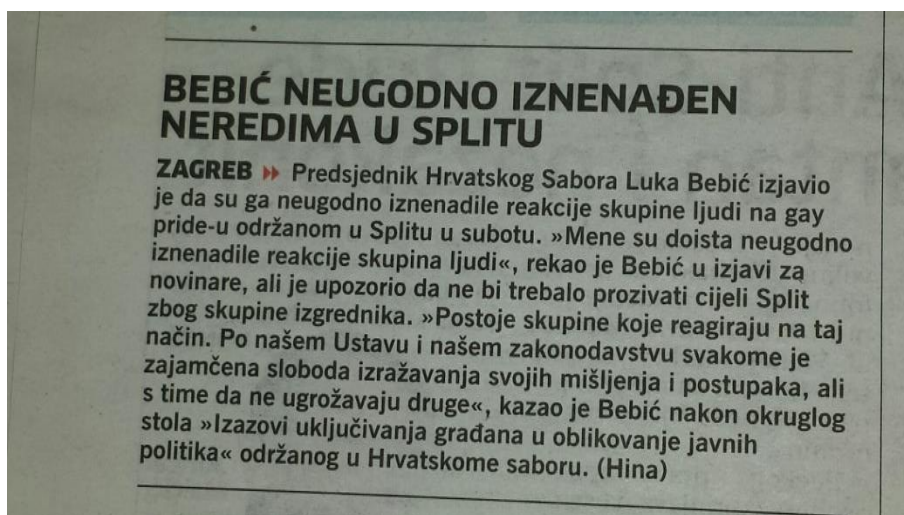 BEBIĆ NEUGODNO IZNENAĐEN
NEREDIMA U SPLITU
ZAGREB » Predsjednik Hrvatskog Sabora Luka Bebić izjavio
je da su ga neugodno iznenadile reakcije skupine ljudi na gay
pride-u održanom u Splitu u subotu. »Mene su doista neugodno
iznenadile reakcije skupina ljudi«, rekao je Bebić u izjavi za
novinare, ali je upozorio da ne bi trebalo prozivati cijeli Split
zbog skupine izgrednika. »Postoje skupine koje reagiraju na taj
način. Po našem Ustavu i našem zakonodavstvu svakome je
zajamčena sloboda izražavanja svojih mišljenja i postupaka, ali
s time da ne ugrožavaju druge«, kazao je Bebić nakon okruglog
stola »Izazovi uključivanja građana u oblikovanje javnih
politika« održanog u Hrvatskome saboru. (Hina)